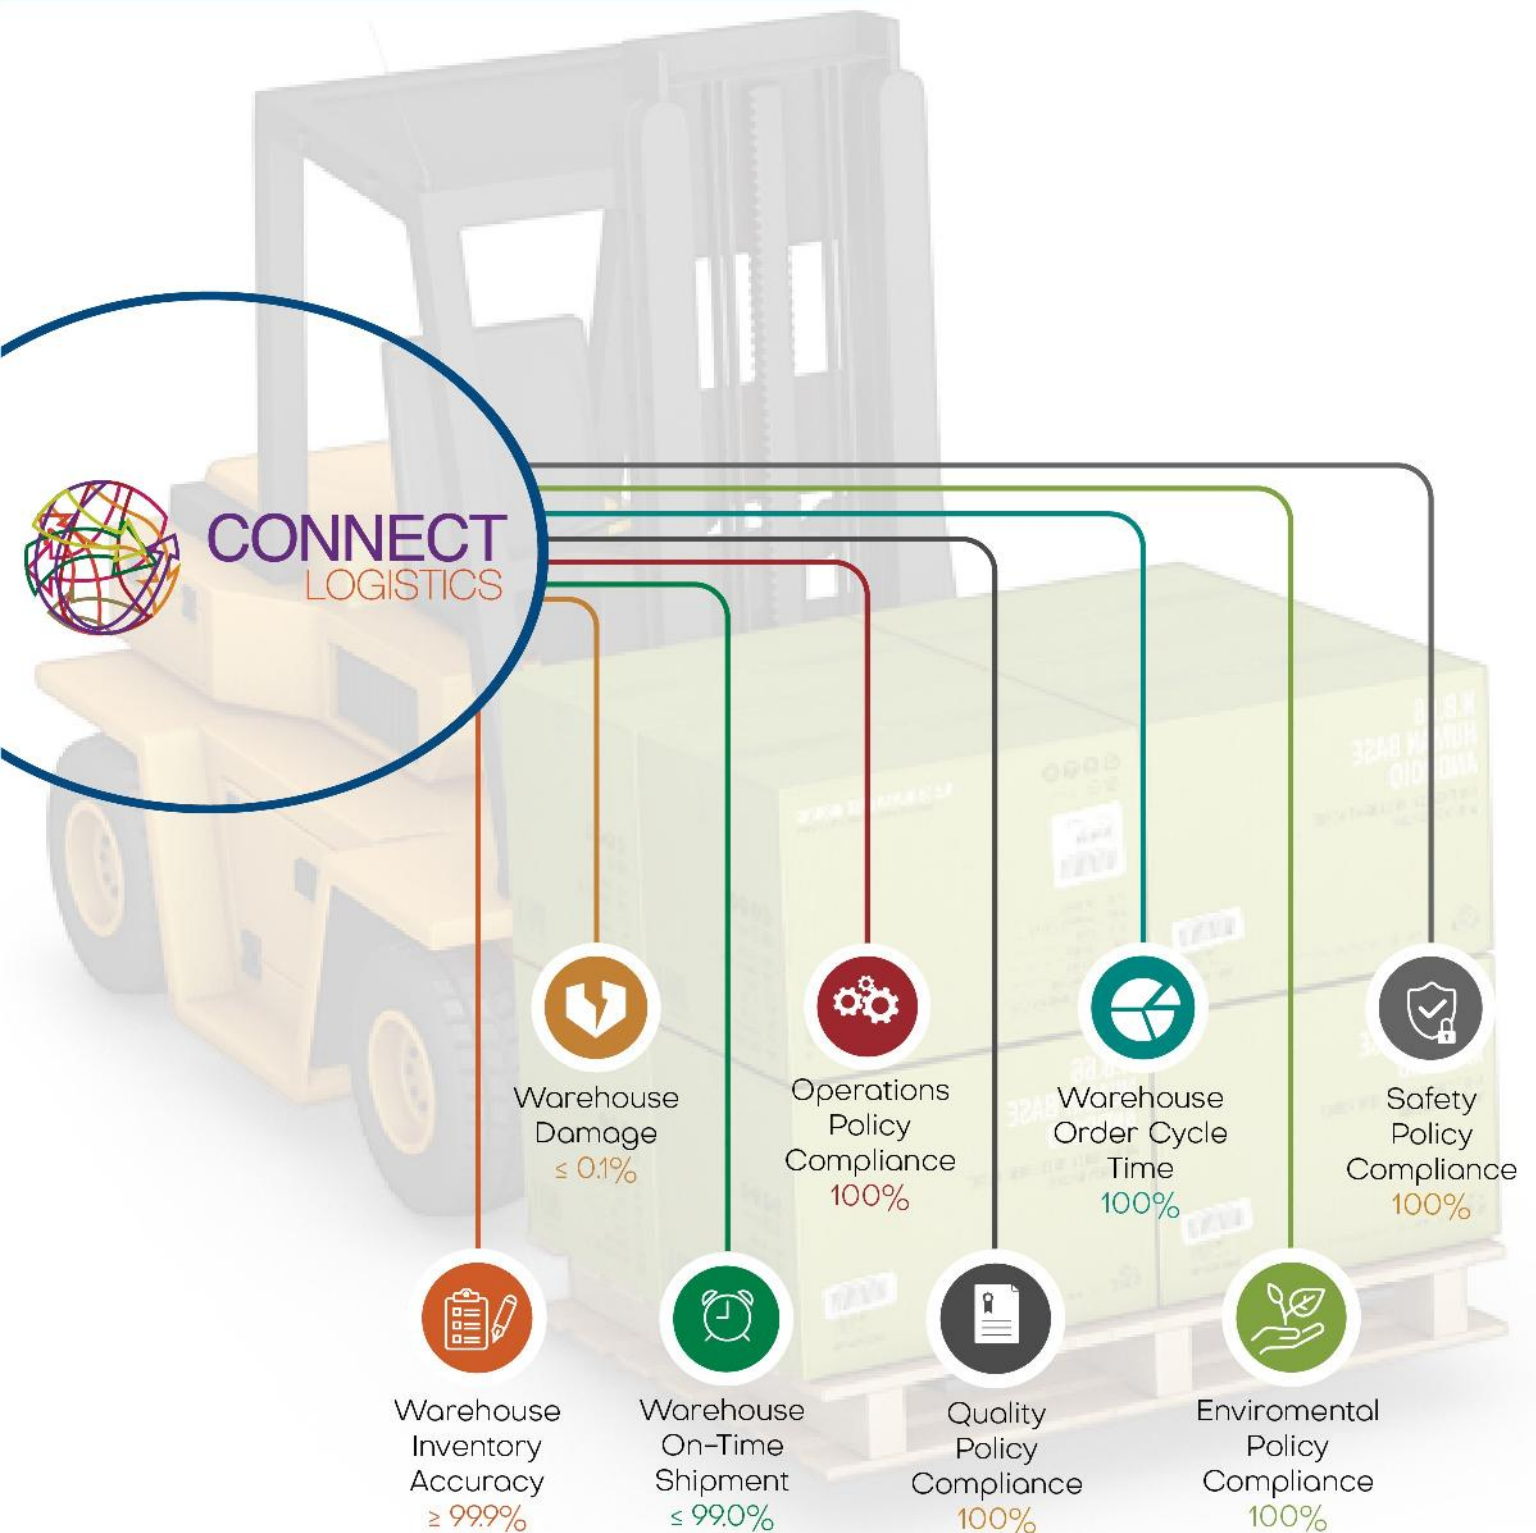 CONNECT
LOGISTICS
Warehouse
Damage
≤ 0.1%
Operations
Policy
Compliance
100%
Warehouse
Order Cycle
Time
100%
Safety
Policy
Compliance
100%
Warehouse
Inventory
Accuracy
≥ 99.9%
Warehouse
On-Time
Shipment
≤ 99.0%
Quality
Policy
Compliance
100%
Enviromental
Policy
Compliance
100%